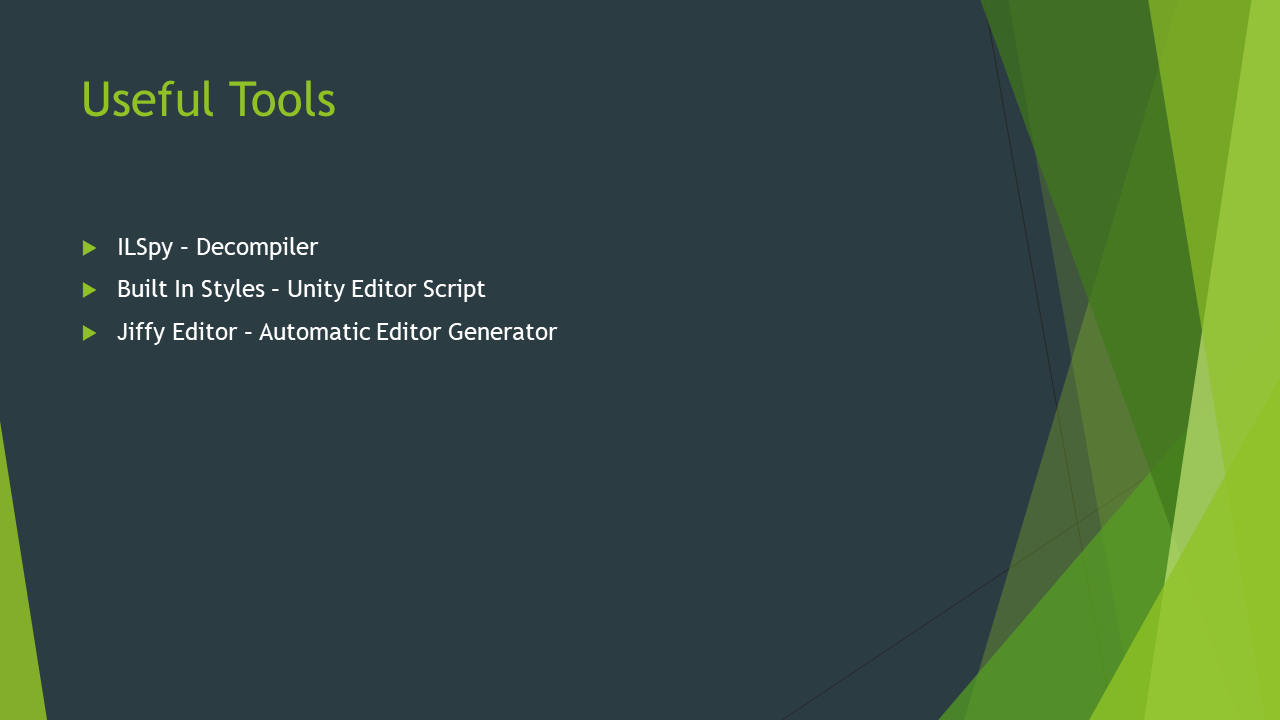 Useful Tools
ILSpy – Decompiler
Built In Styles – Unity Editor Script
Jiffy Editor – Automatic Editor Generator